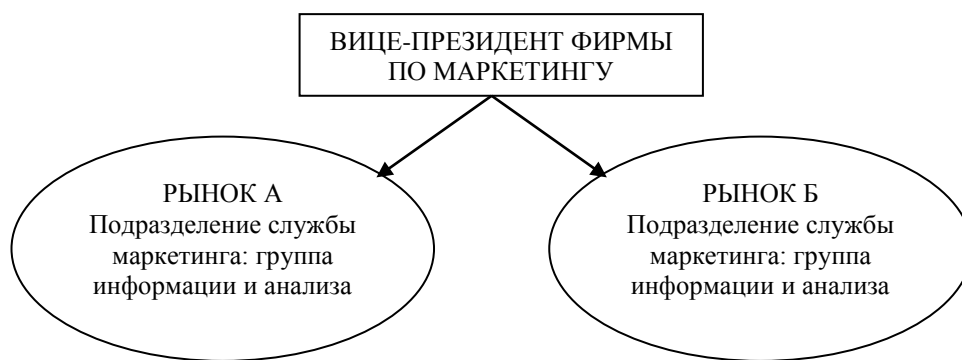 ВИЦЕ-ПРЕЗИДЕНТ ФИРМЫ
ПО МАРКЕТИНГУ
РЫНОК А
Подразделение службы
маркетинга: группа
информации и анализа
РЫНОК Б
Подразделение службы
маркетинга: группа
информации и анализа